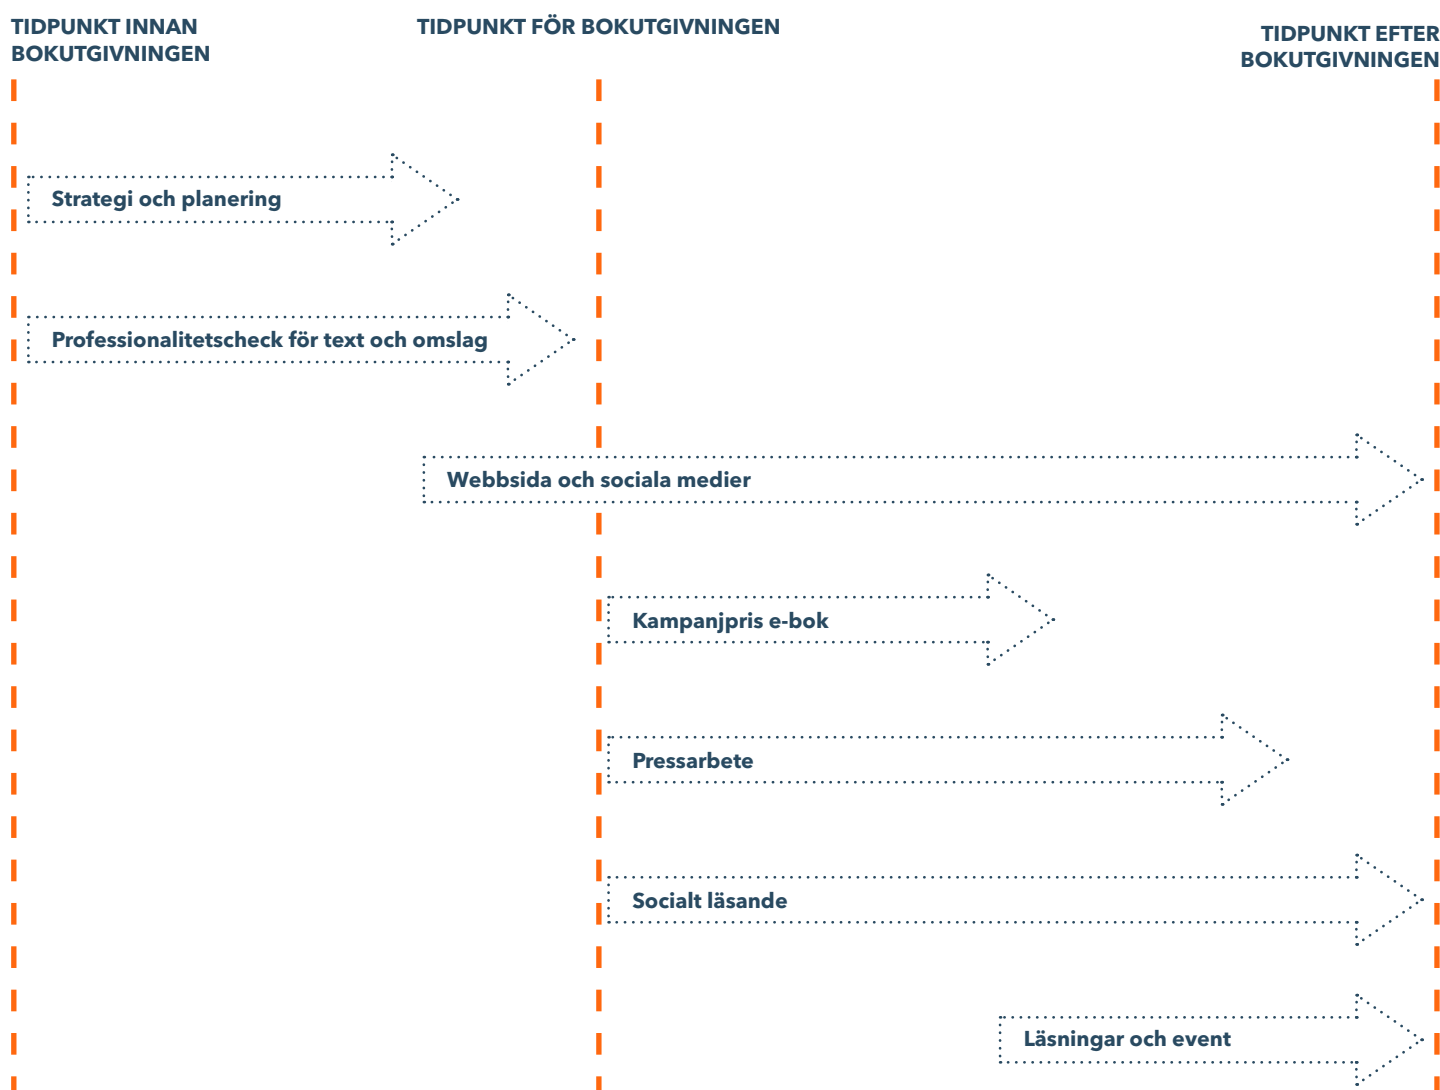 TIDPUNKT INNAN
BOKUTGIVNINGEN
TIDPUNKT FÖR BOKUTGIVNINGEN
TIDPUNKT EFTER
BOKUTGIVNINGEN
Strategi och planering
Professionalitetscheck för text och omslag
Webbsida och sociala medier
Kampanjpris e-bok
Pressarbete
Socialt läsande
Läsningar och event